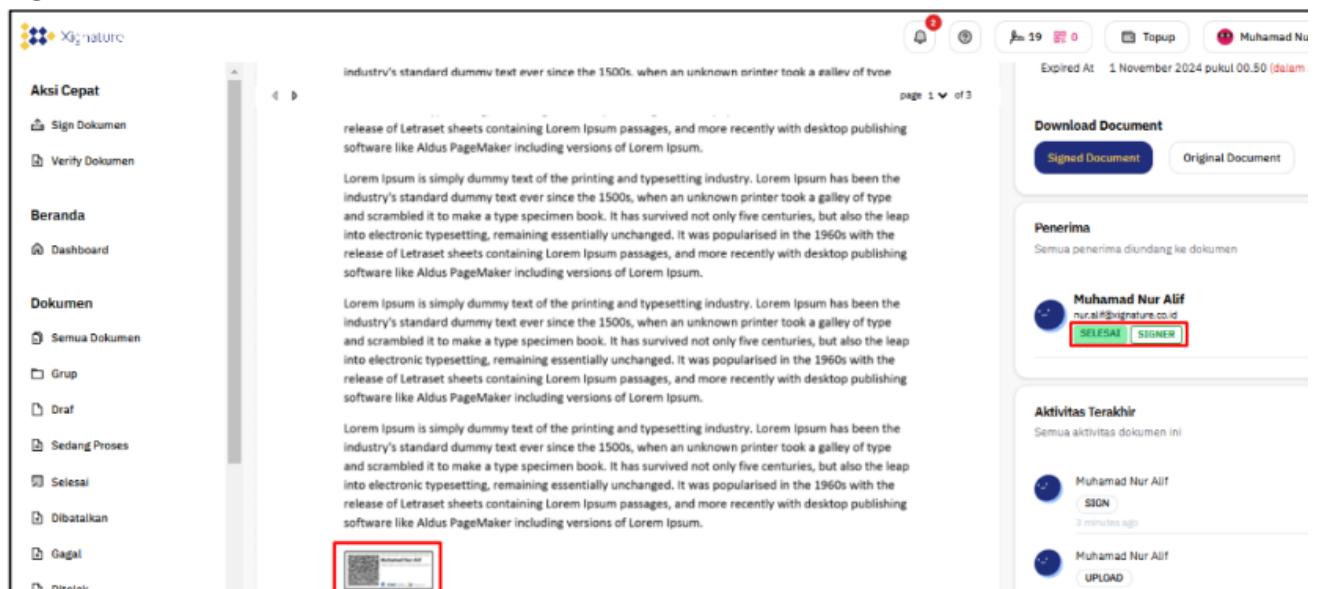 Xignature
2
19
0
Topup
Muhamad Nu
Aksi Cepat
Sign Dokumen
Verify Dokumen
Beranda
Dashboard
Dokumen
Semua Dokumen
Grup
Draf
Sedang Proses
Selesai
Dibatalkan
Gagal
Ditolak
industry's standard dummy text ever since the 1500s, when an unknown printer took a galley of type
page 1 of 3
release of Letraset sheets containing Lorem Ipsum passages, and more recently with desktop publishing
software like Aldus PageMaker including versions of Lorem Ipsum.
Lorem Ipsum is simply dummy text of the printing and typesetting industry. Lorem Ipsum has been the
industry's standard dummy text ever since the 1500s, when an unknown printer took a galley of type
and scrambled it to make a type specimen book. It has survived not only five centuries, but also the leap
into electronic typesetting, remaining essentially unchanged. It was popularised in the 1960s with the
release of Letraset sheets containing Lorem Ipsum passages, and more recently with desktop publishing
software like Aldus PageMaker including versions of Lorem Ipsum.
Lorem Ipsum is simply dummy text of the printing and typesetting industry. Lorem Ipsum has been the
industry's standard dummy text ever since the 1500s, when an unknown printer took a galley of type
and scrambled it to make a type specimen book. It has survived not only five centuries, but also the leap
into electronic typesetting, remaining essentially unchanged. It was popularised in the 1960s with the
release of Letraset sheets containing Lorem Ipsum passages, and more recently with desktop publishing
software like Aldus PageMaker including versions of Lorem Ipsum.
Lorem Ipsum is simply dummy text of the printing and typesetting industry. Lorem Ipsum has been the
industry's standard dummy text ever since the 1500s, when an unknown printer took a galley of type
and scrambled it to make a type specimen book. It has survived not only five centuries, but also the leap
into electronic typesetting, remaining essentially unchanged. It was popularised in the 1960s with the
release of Letraset sheets containing Lorem Ipsum passages, and more recently with desktop publishing
software like Aldus PageMaker including versions of Lorem Ipsum.
Muhamad Nur Alif
Expired At 1 November 2024 pukul 00.50 (dalam
Download Document
Signed Document
Original Document
Penerima
Semua penerima diundang ke dokumen
Muhamad Nur Alif
nur.alif@xignature.co.id
SELESAI SIGNER
Aktivitas Terakhir
Semua aktivitas dokumen ini
Muhamad Nur Alif
SIGN
3 minutes ago
Muhamad Nur Alif
UPLOAD